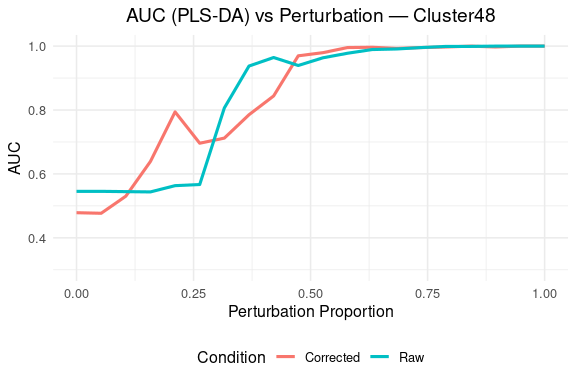 AUC (PLS-DA) vs Perturbation — Cluster48
1.0
0.8
0.6
0.4
AUC
0.00 0.25 0.50 0.75 1.00
Perturbation Proportion
Condition Corrected Raw